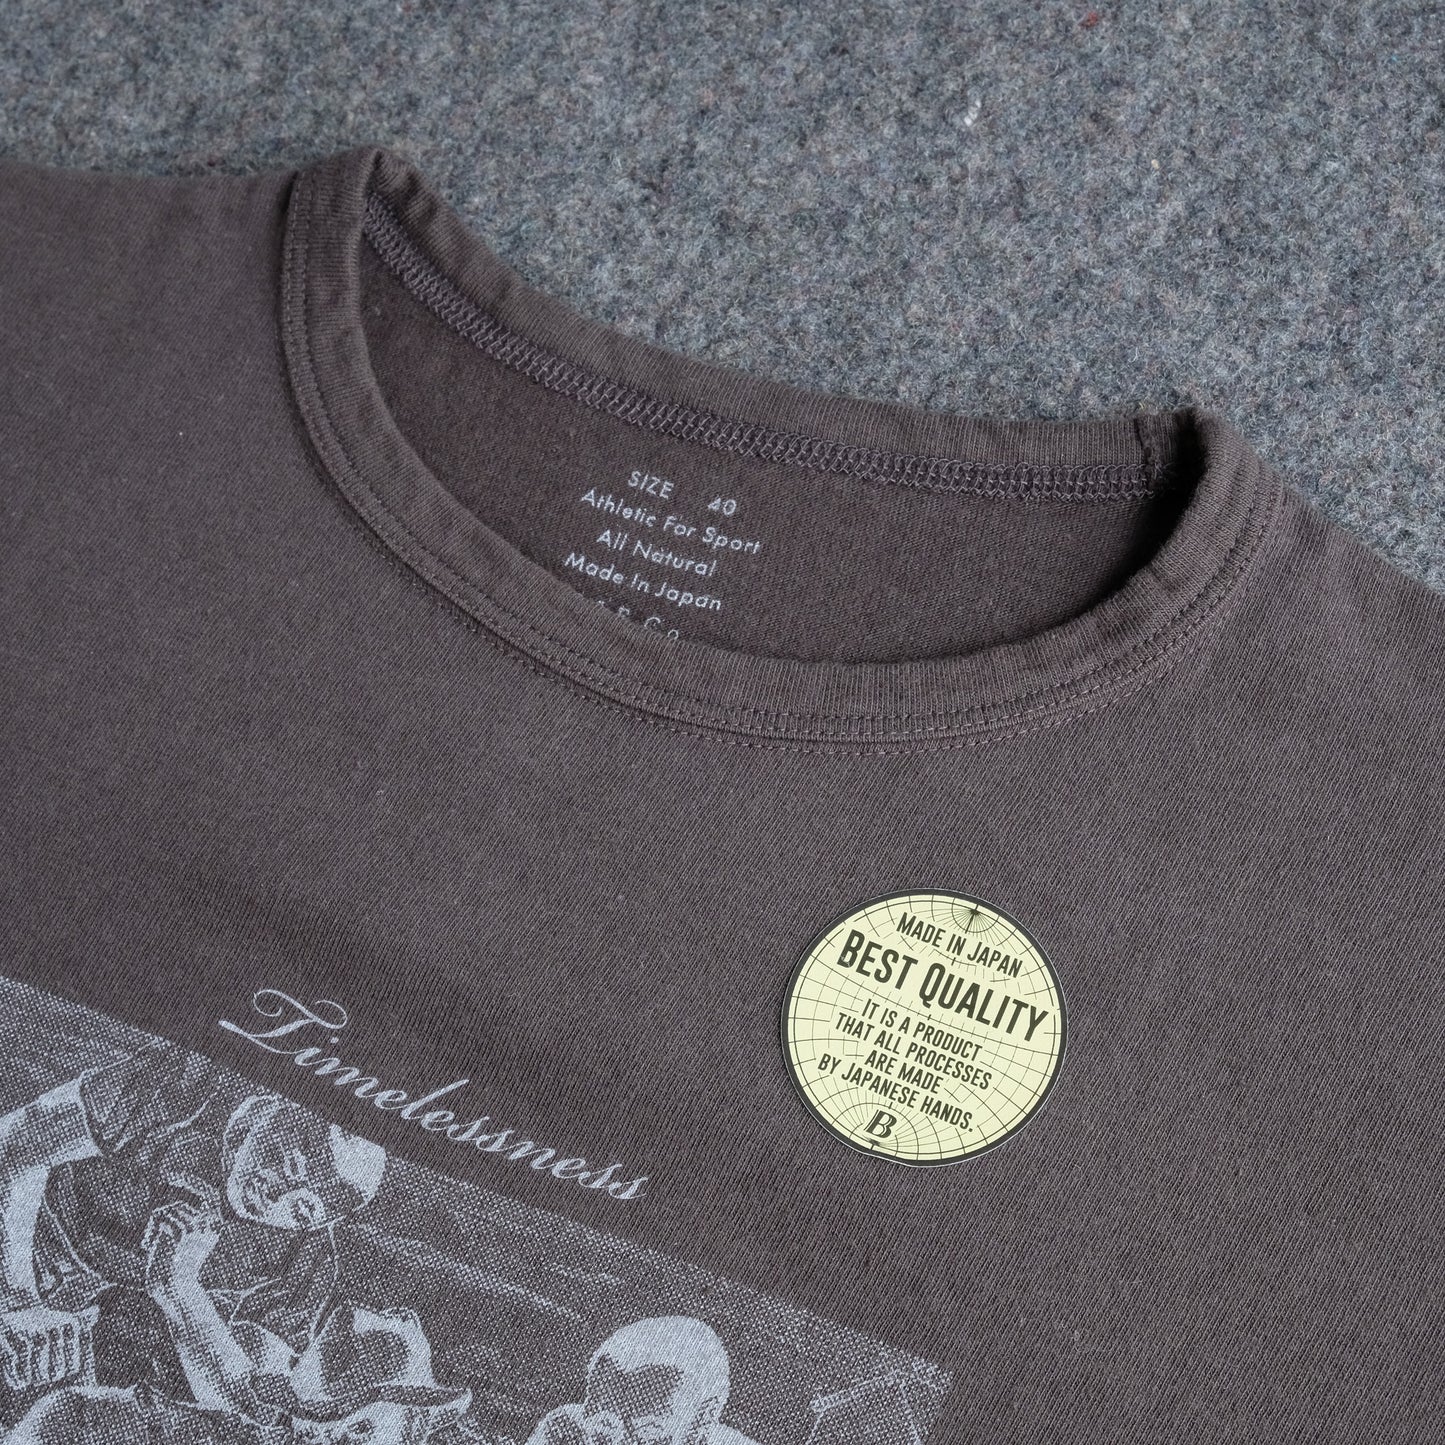 SIZE 40
Athletic For Sport
All Natural
Made In Japan
MADE IN JAPAN
BEST QUALITY
IT IS A PRODUCT
THAT ALL PROCESSES
ARE MADE
BY JAPANESE HANDS.
B
Timelessness